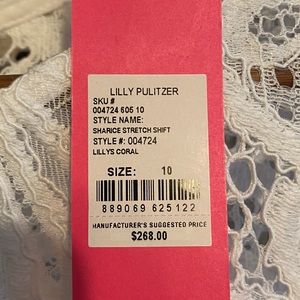 LILLY PULITZER
SKU #
004724 605 10
STYLE NAME:
SHARICE STRETCH SHIFT
STYLE #: 004724
LILLYS CORAL
SIZE: 10
889069 625122
MANUFACTURER'S SUGGESTED PRICE
$268.00